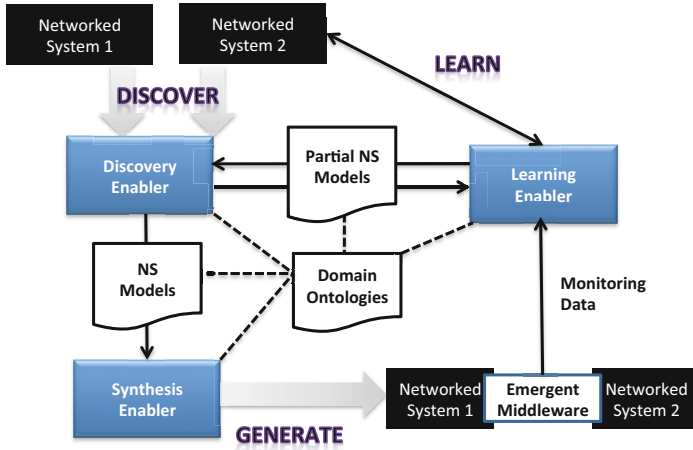 Networked
System 1
Networked
System 2
LEARN
DISCOVER
Discovery
Enabler
Partial NS
Models
Learning
Enabler
NS
Models
Domain
Ontologies
Monitoring
Data
Synthesis
Enabler
Networked
System 1
Emergent
Middleware
Networked
System 2
GENERATE